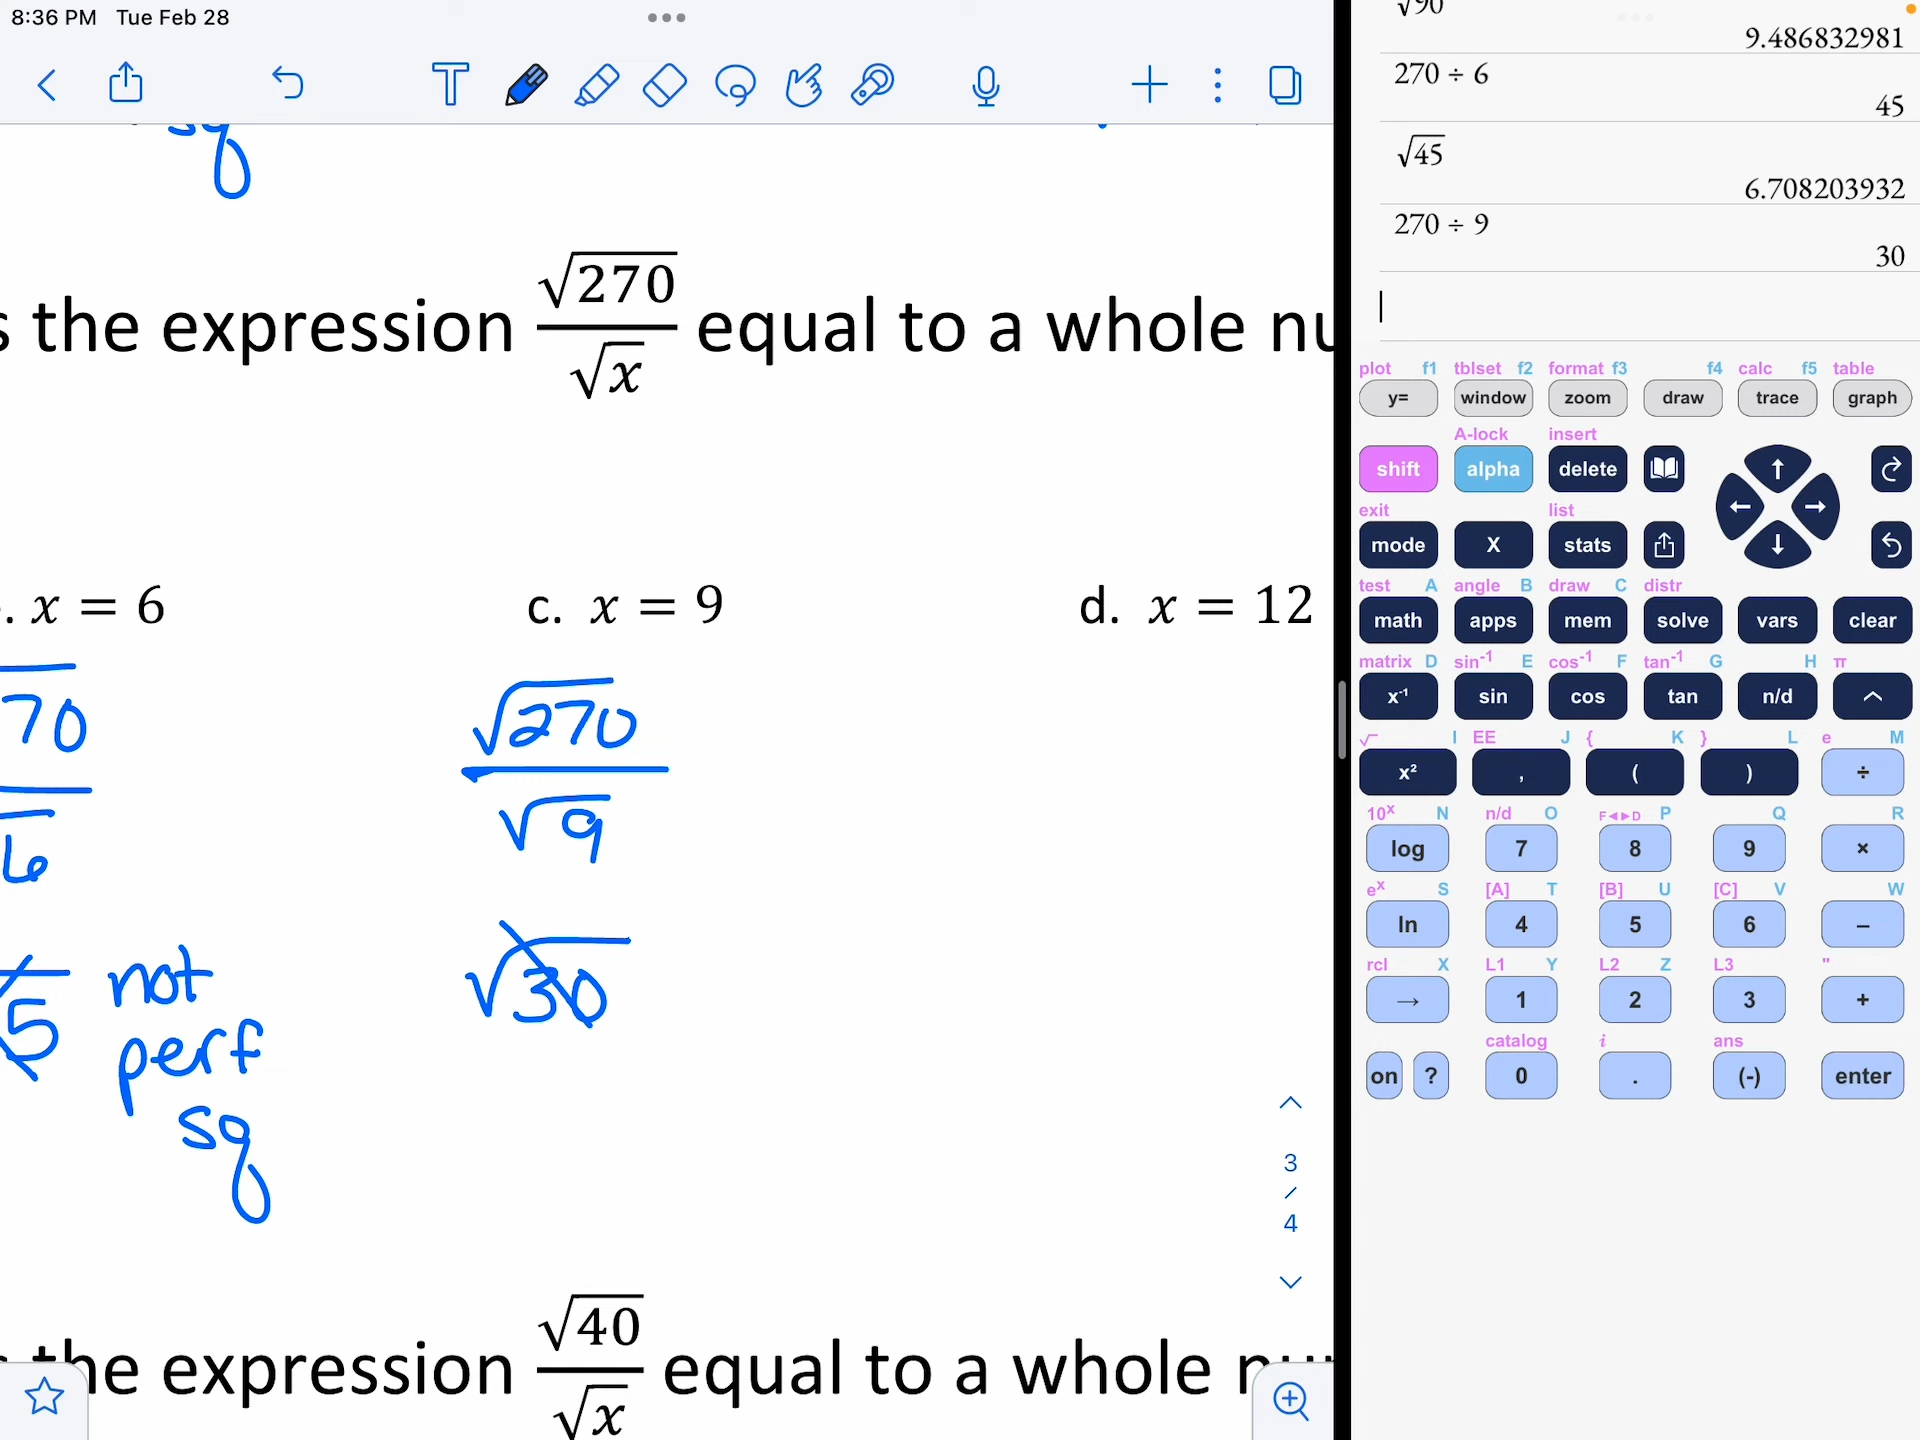 8:36 PM Tue Feb 28
T
sq
s the expression √270 / √x equal to a whole nu
. x = 6
c. x = 9
d. x = 12
70
6
√270
√9
5 not
perf
sq
√30
3
/
4
the expression √40 / √x equal to a whole
√90
9.486832981
270 ÷ 6
45
√45
6.708203932
270 ÷ 9
30
plot f1 tblset f2 format f3 f4 calc f5 table
y= window zoom draw trace graph
A-lock insert
shift alpha delete
exit list
mode X stats
test A angle B draw C distr
math apps mem solve vars clear
matrix D sin⁻¹ E cos⁻¹ F tan⁻¹ G H π
x⁻¹ sin cos tan n/d ^
√ I EE J { K } L e M
x² , ( ) ÷
10ˣ N n/d O F◄►D P Q R
log 7 8 9 ×
eˣ S [A] T [B] U [C] V W
ln 4 5 6 −
rcl X L1 Y L2 Z L3 "
→ 1 2 3 +
catalog i ans
on ? 0 . (-) enter